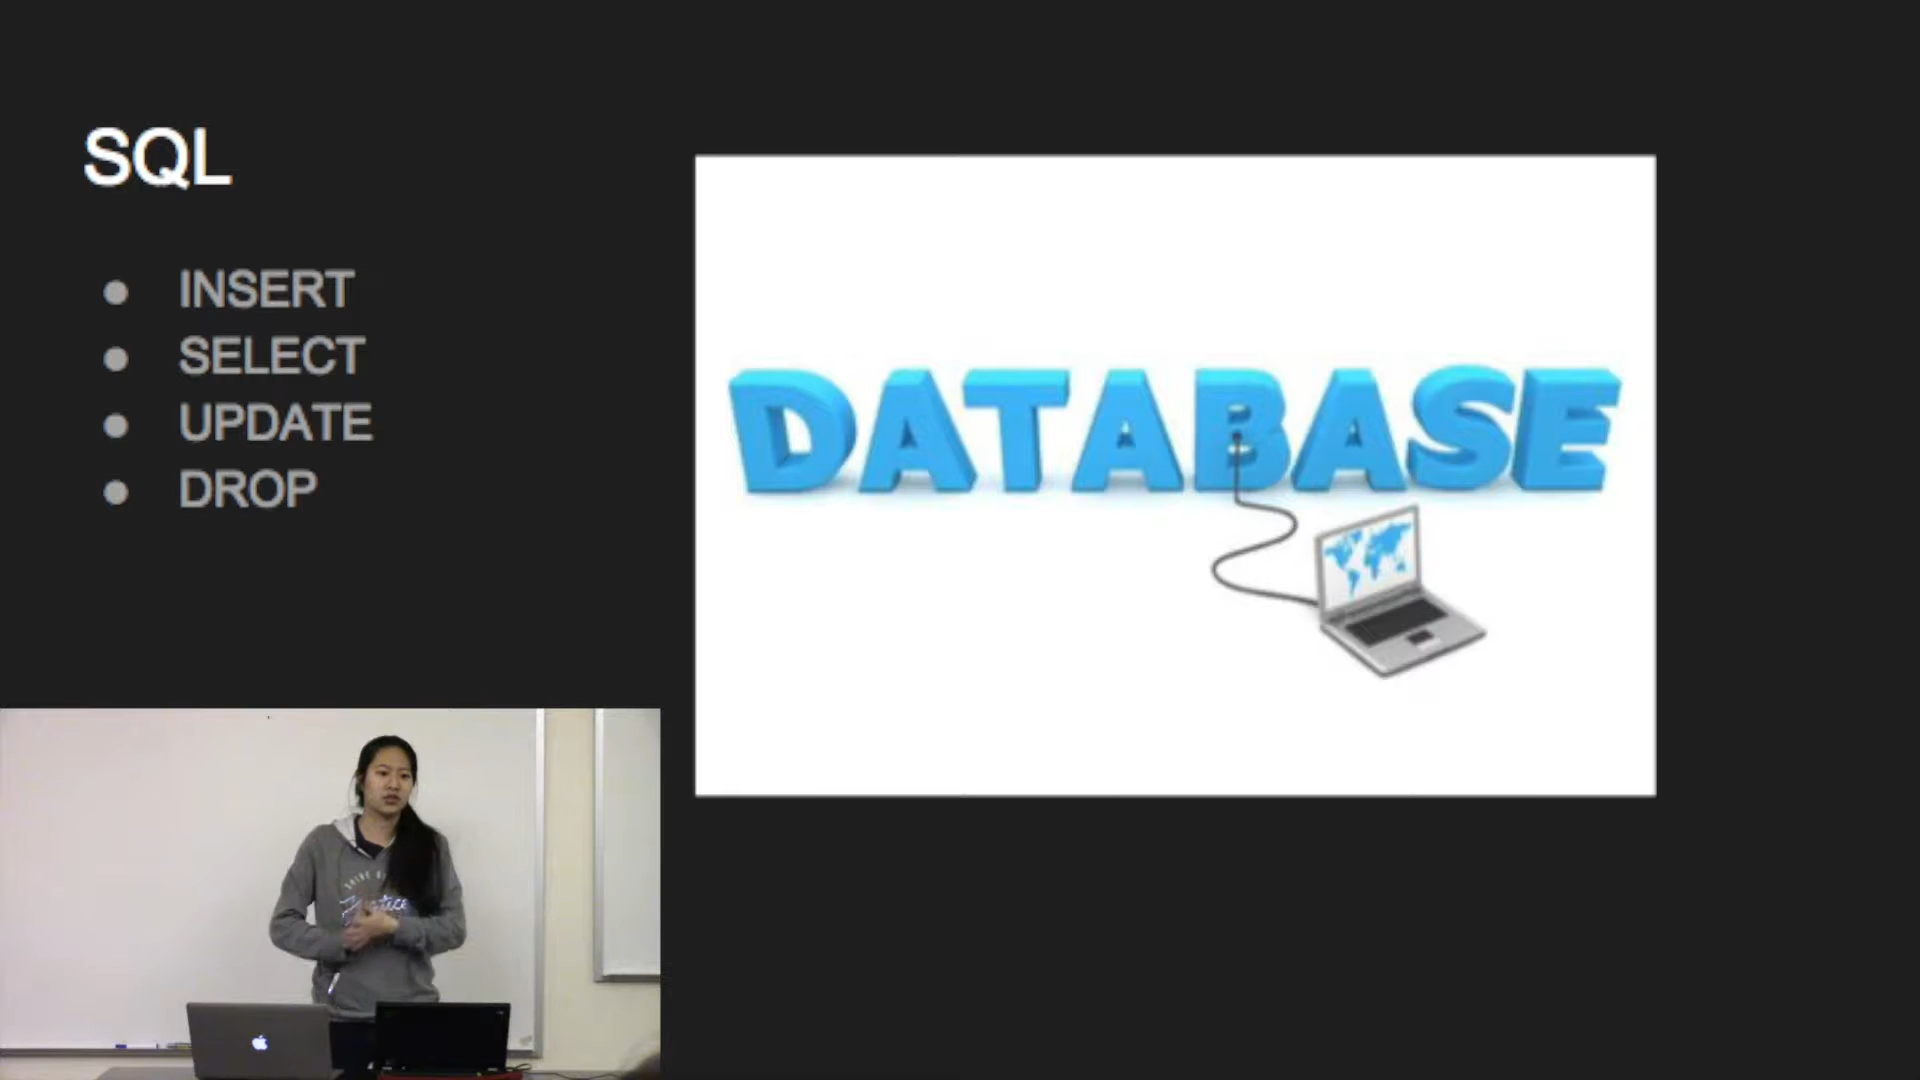 SQL
INSERT
SELECT
UPDATE
DROP
DATABASE